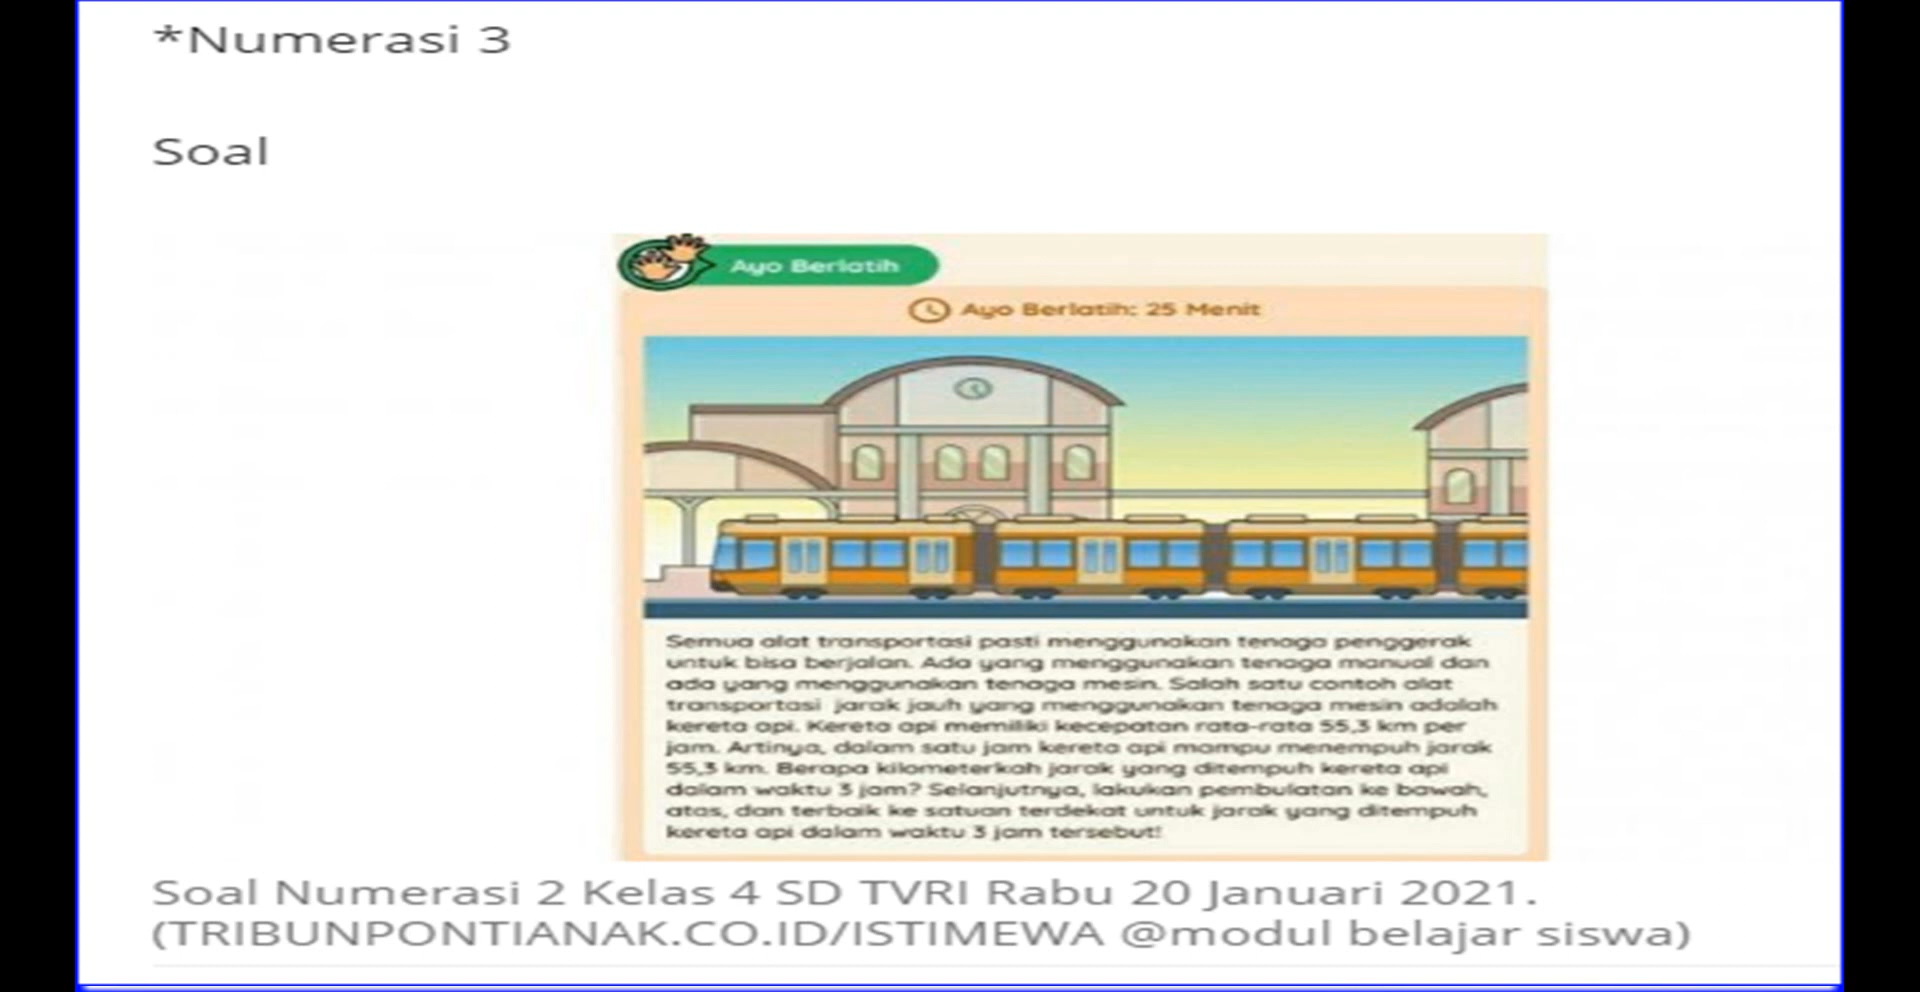 *Numerasi 3
Soal
Ayo Berlatih
Ayo Berlatih: 25 Menit
Semua alat transportasi pasti menggunakan tenaga penggerak
untuk bisa berjalan. Ada yang menggunakan tenaga manual dan
ada yang menggunakan tenaga mesin. Salah satu contoh alat
transportasi jarak jauh yang menggunakan tenaga mesin adalah
kereta api. Kereta api memiliki kecepatan rata-rata 55,3 km per
jam. Artinya, dalam satu jam kereta api mampu menempuh jarak
55,3 km. Berapa kilometerkah jarak yang ditempuh kereta api
dalam waktu 3 jam? Selanjutnya, lakukan pembulatan ke bawah,
atas, dan terbaik ke satuan terdekat untuk jarak yang ditempuh
kereta api dalam waktu 3 jam tersebut!
Soal Numerasi 2 Kelas 4 SD TVRI Rabu 20 Januari 2021.
(TRIBUNPONTIANAK.CO.ID/ISTIMEWA @modul belajar siswa)